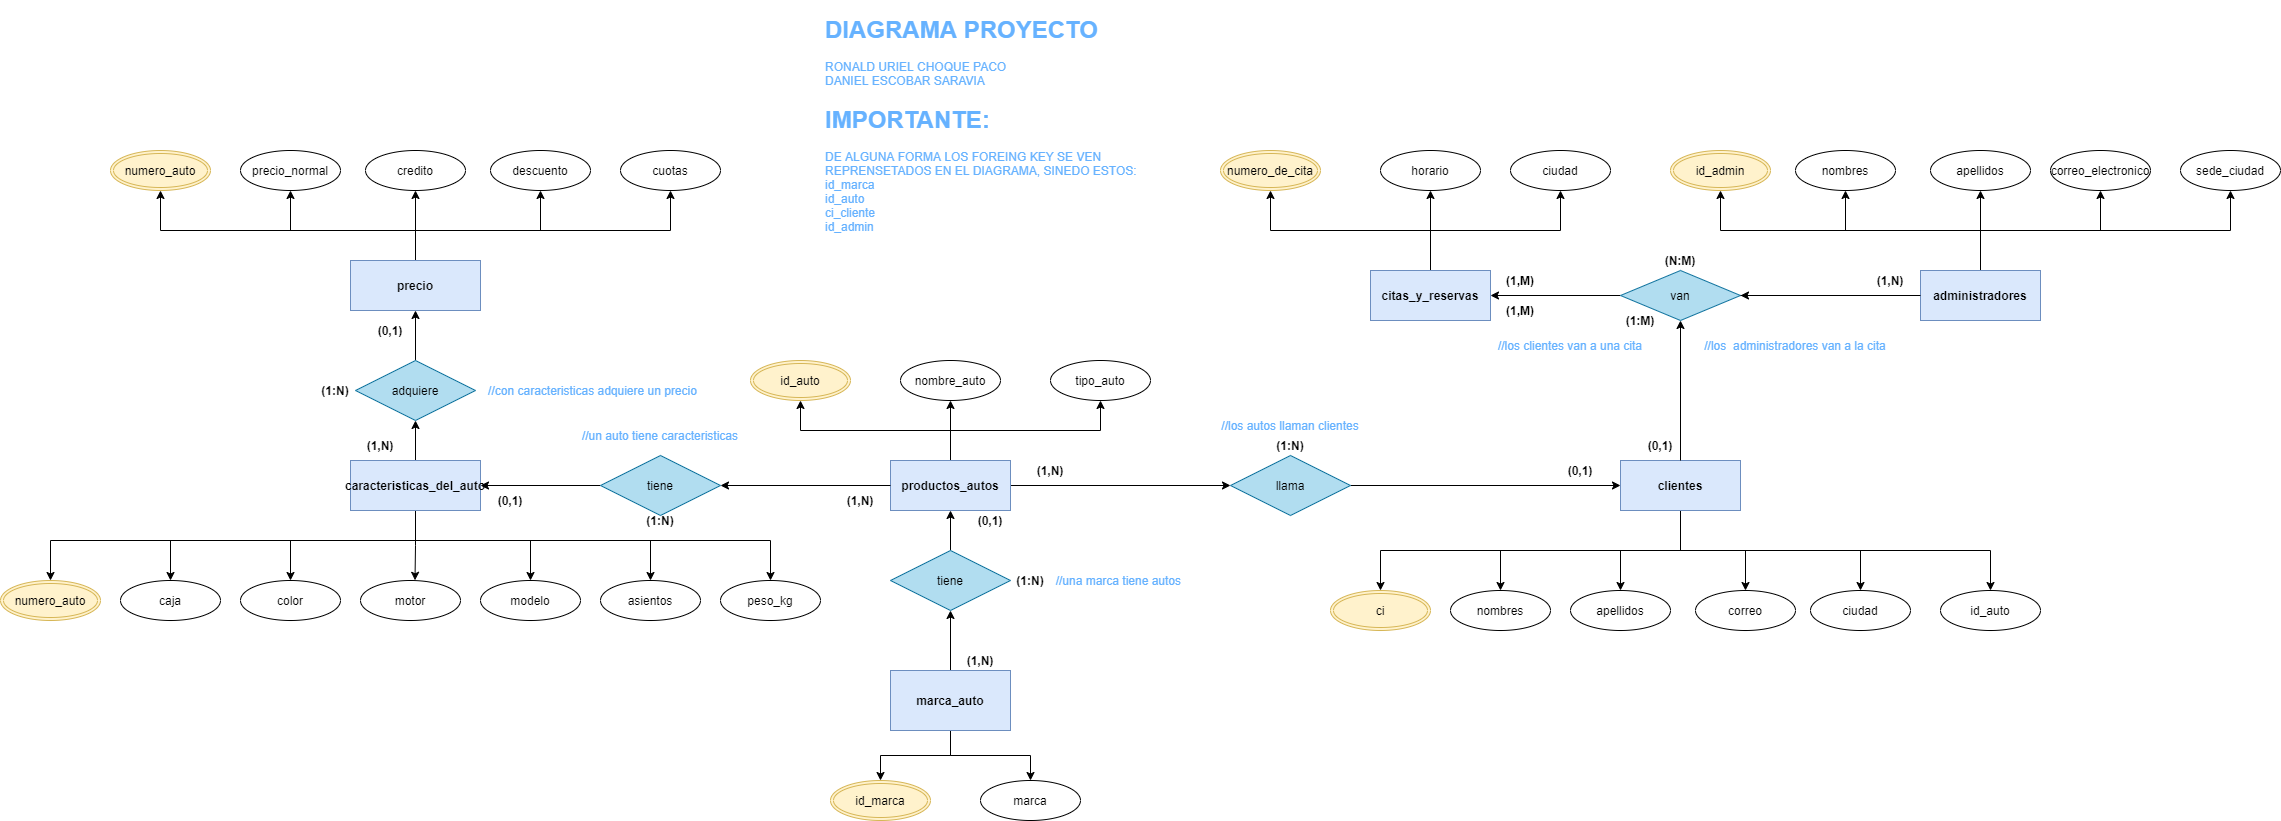 DIAGRAMA PROYECTO
RONALD URIEL CHOQUE PACO
DANIEL ESCOBAR SARAVIA
IMPORTANTE:
DE ALGUNA FORMA LOS FOREING KEY SE VEN
REPRENSETADOS EN EL DIAGRAMA, SINEDO ESTOS:
id_marca
id_auto
ci_cliente
id_admin
numero_auto
precio_normal
credito
descuento
cuotas
numero_de_cita
horario
ciudad
id_admin
nombres
apellidos
correo_electronico
sede_ciudad
precio
(0,1)
(1:N)
adquiere
//con caracteristicas adquiere un precio
(1,N)
(N:M)
citas_y_reservas
(1,M)
(1,M)
van
(1:M)
(1,N)
administradores
//los clientes van a una cita
//los administradores van a la cita
id_auto
nombre_auto
tipo_auto
//un auto tiene caracteristicas
//los autos llaman clientes
(1:N)
(0,1)
caracteristicas_del_auto
(0,1)
tiene
(1:N)
(1,N)
productos_autos
(1,N)
llama
(0,1)
clientes
(0,1)
numero_auto
caja
color
motor
modelo
asientos
peso_kg
tiene
(1:N)
//una marca tiene autos
ci
nombres
apellidos
correo
ciudad
id_auto
(1,N)
marca_auto
id_marca
marca